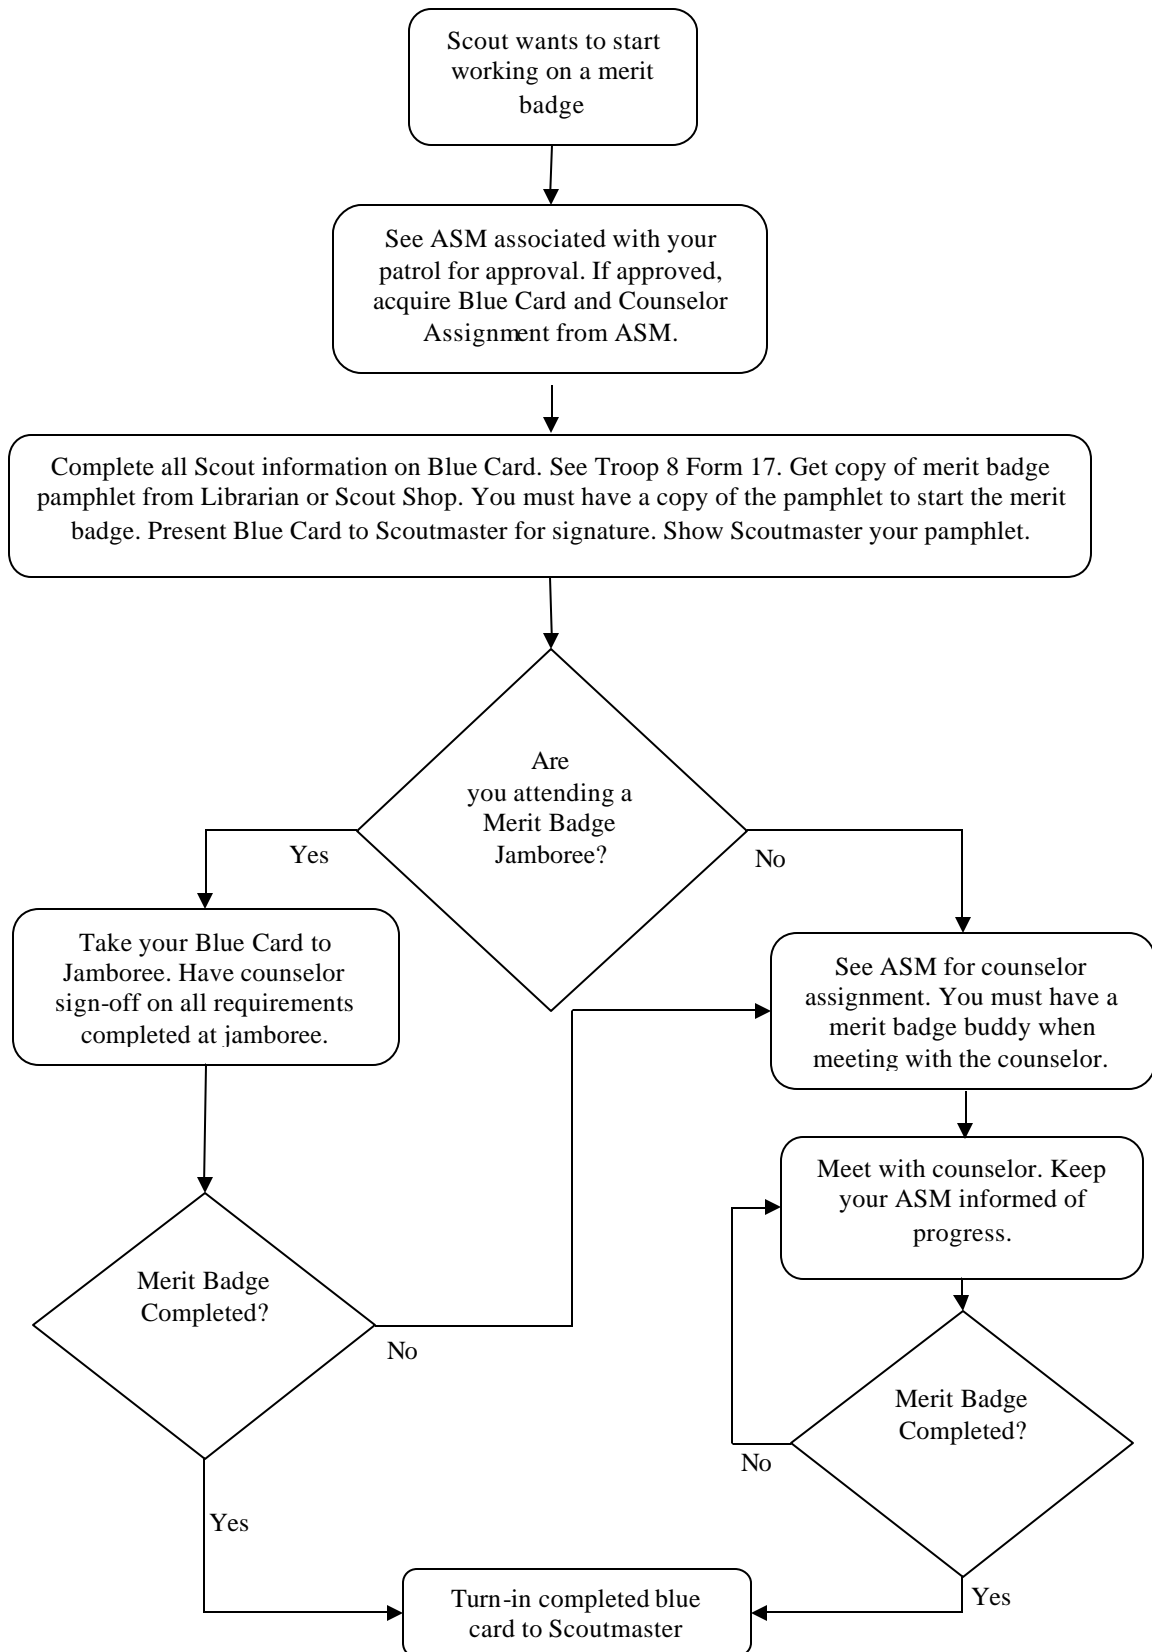 Scout wants to start
working on a merit
badge
See ASM associated with your
patrol for approval. If approved,
acquire Blue Card and Counselor
Assignment from ASM.
Complete all Scout information on Blue Card. See Troop 8 Form 17. Get copy of merit badge
pamphlet from Librarian or Scout Shop. You must have a copy of the pamphlet to start the merit
badge. Present Blue Card to Scoutmaster for signature. Show Scoutmaster your pamphlet.
Are
you attending a
Merit Badge
Jamboree?
Yes
No
Take your Blue Card to
Jamboree. Have counselor
sign-off on all requirements
completed at jamboree.
See ASM for counselor
assignment. You must have a
merit badge buddy when
meeting with the counselor.
Meet with counselor. Keep
your ASM informed of
progress.
Merit Badge
Completed?
No
Merit Badge
Completed?
No
Yes
Yes
Turn-in completed blue
card to Scoutmaster